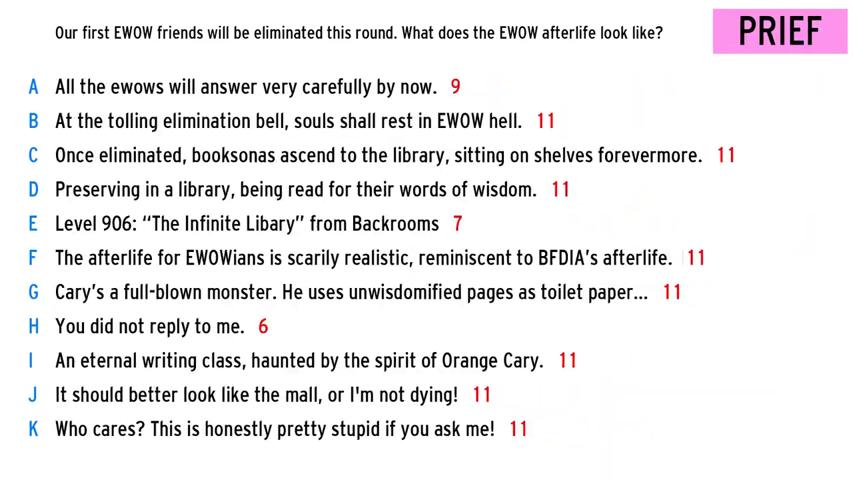 Our first EWOW friends will be eliminated this round. What does the EWOW afterlife look like?
PRIEF
A All the ewows will answer very carefully by now. 9
B At the tolling elimination bell, souls shall rest in EWOW hell. 11
C Once eliminated, booksonas ascend to the library, sitting on shelves forevermore. 11
D Preserving in a library, being read for their words of wisdom. 11
E Level 906: “The Infinite Libary” from Backrooms 7
F The afterlife for EWOWians is scarily realistic, reminiscent to BFDIA’s afterlife. 11
G Cary’s a full-blown monster. He uses unwisdomified pages as toilet paper... 11
H You did not reply to me. 6
I An eternal writing class, haunted by the spirit of Orange Cary. 11
J It should better look like the mall, or I'm not dying! 11
K Who cares? This is honestly pretty stupid if you ask me! 11